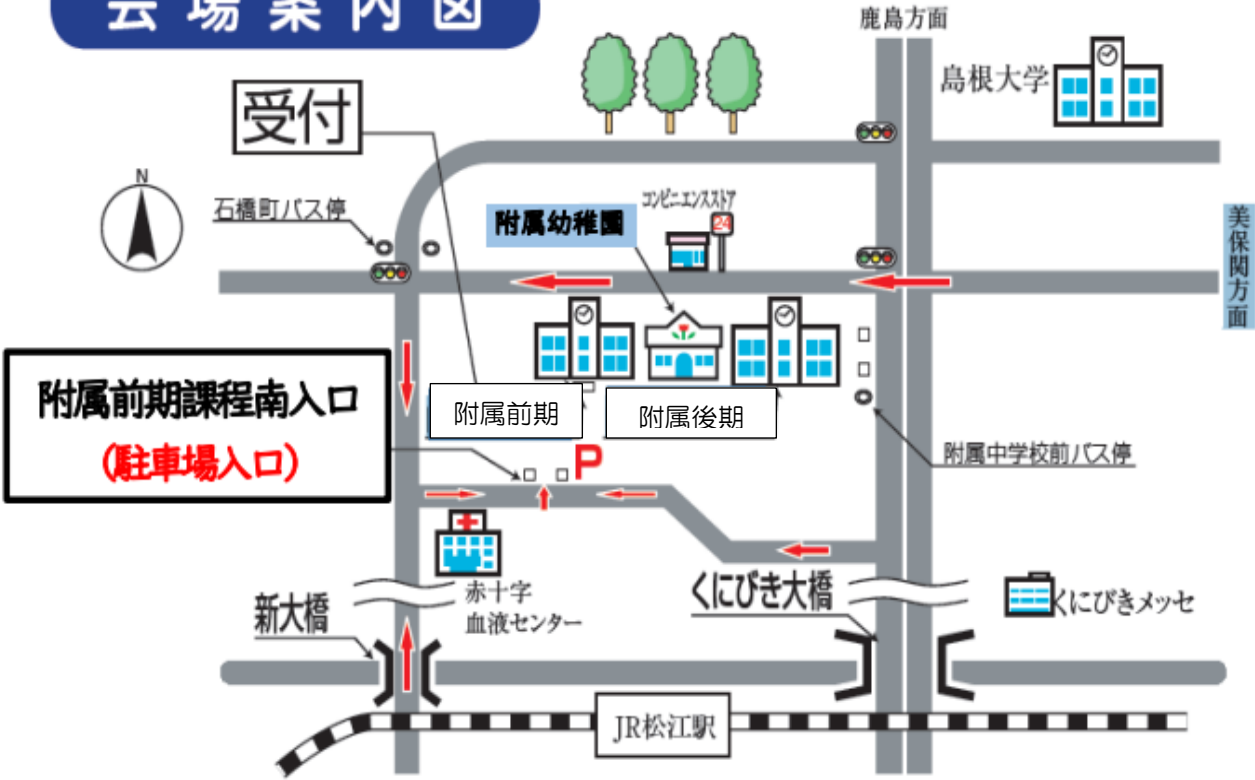 会場案内図
鹿島方面
島根大学
受付
N
石橋町バス停
コンビニエンスストア
24
附属幼稚園
美保関方面
附属前期課程南入口
(駐車場入口)
附属前期
附属後期
P
附属中学校前バス停
赤十字
血液センター
くにびき大橋
くにびきメッセ
新大橋
JR松江駅